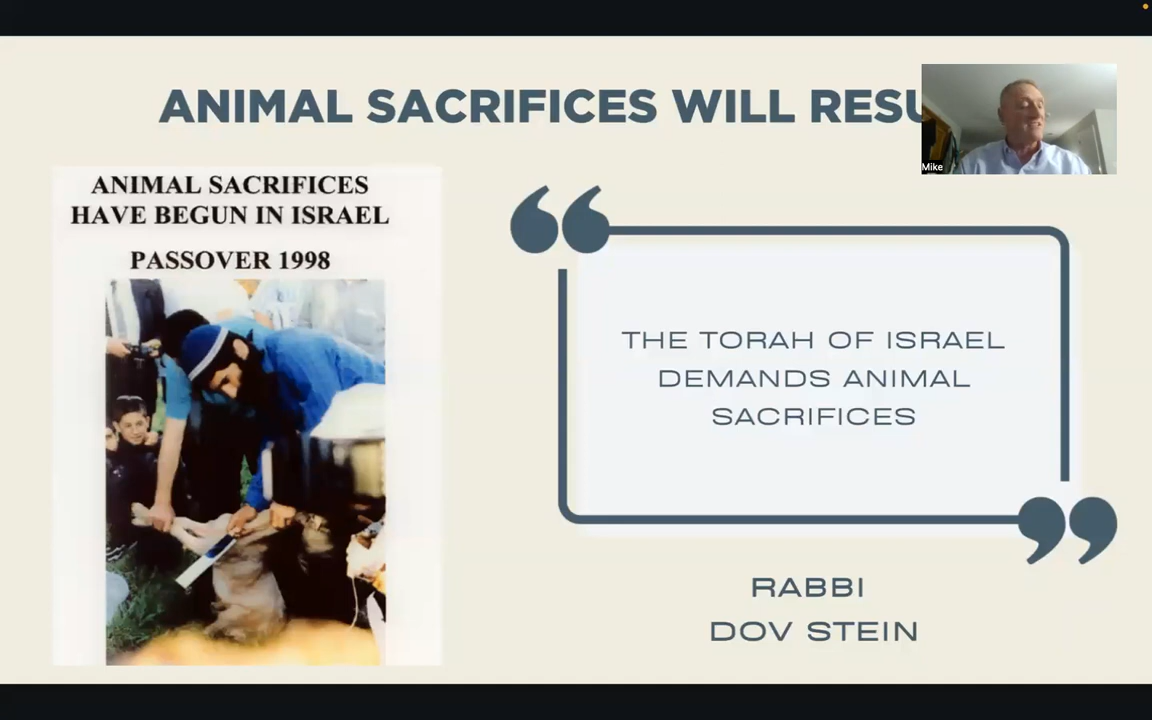 ANIMAL SACRIFICES WILL RESU
Mike
ANIMAL SACRIFICES
HAVE BEGUN IN ISRAEL
PASSOVER 1998
THE TORAH OF ISRAEL
DEMANDS ANIMAL
SACRIFICES
RABBI
DOV STEIN